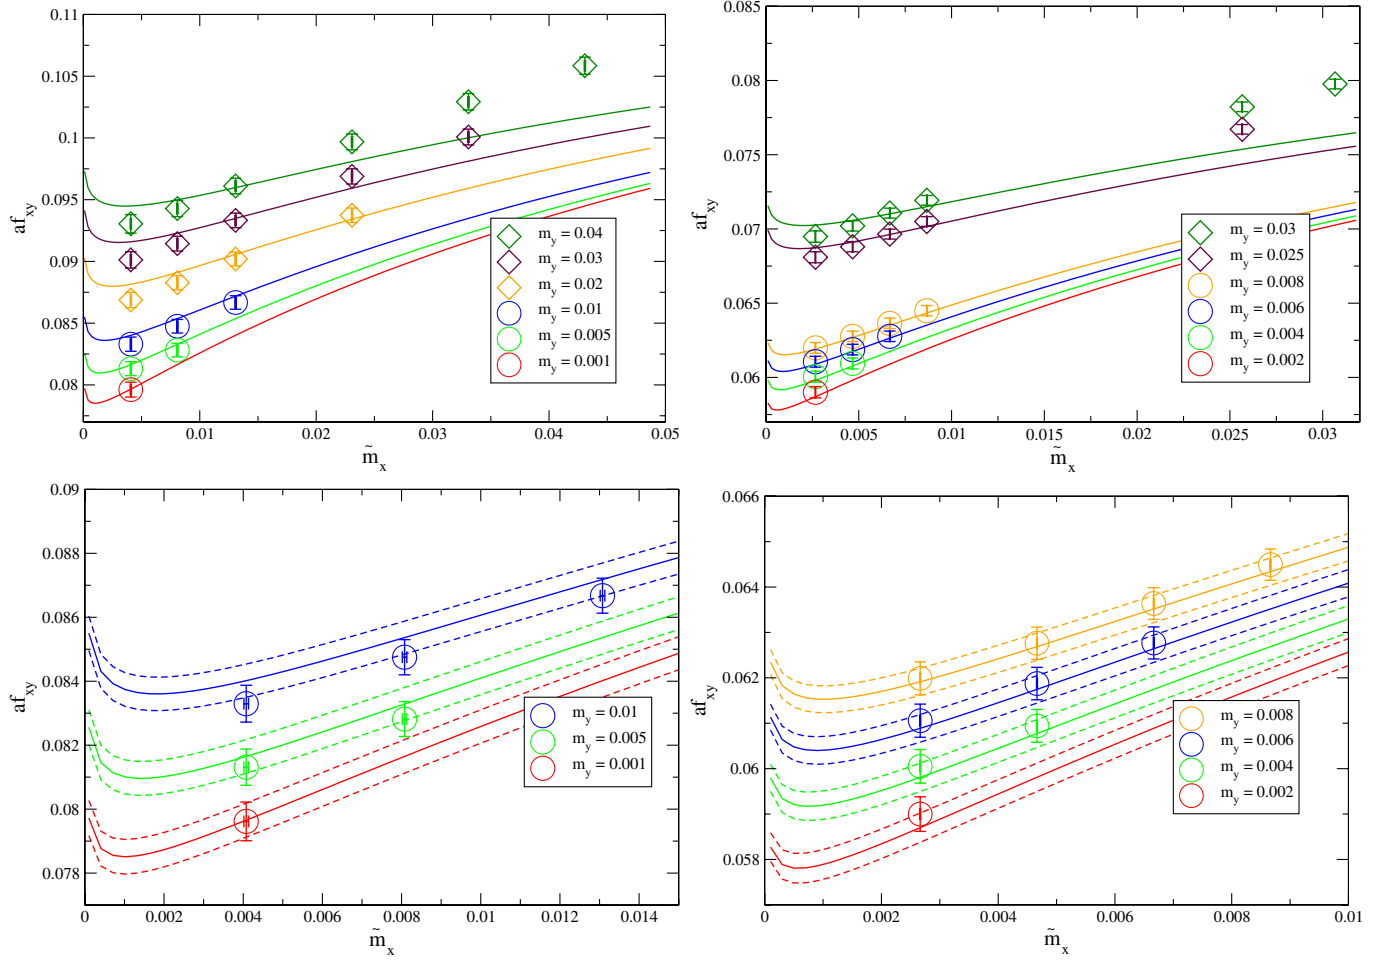 0.11
0.105
0.1
0.095
0.09
0.085
0.08
af_xy
0 0.01 0.02 0.03 0.04 0.05
m̃_x
m_y = 0.04
m_y = 0.03
m_y = 0.02
m_y = 0.01
m_y = 0.005
m_y = 0.001
0.085
0.08
0.075
0.07
0.065
0.06
af_xy
0 0.005 0.01 0.015 0.02 0.025 0.03
m̃_x
m_y = 0.03
m_y = 0.025
m_y = 0.008
m_y = 0.006
m_y = 0.004
m_y = 0.002
0.09
0.088
0.086
0.084
0.082
0.08
0.078
af_xy
0 0.002 0.004 0.006 0.008 0.01 0.012 0.014
m̃_x
m_y = 0.01
m_y = 0.005
m_y = 0.001
0.066
0.064
0.062
0.06
0.058
af_xy
0 0.002 0.004 0.006 0.008 0.01
m̃_x
m_y = 0.008
m_y = 0.006
m_y = 0.004
m_y = 0.002